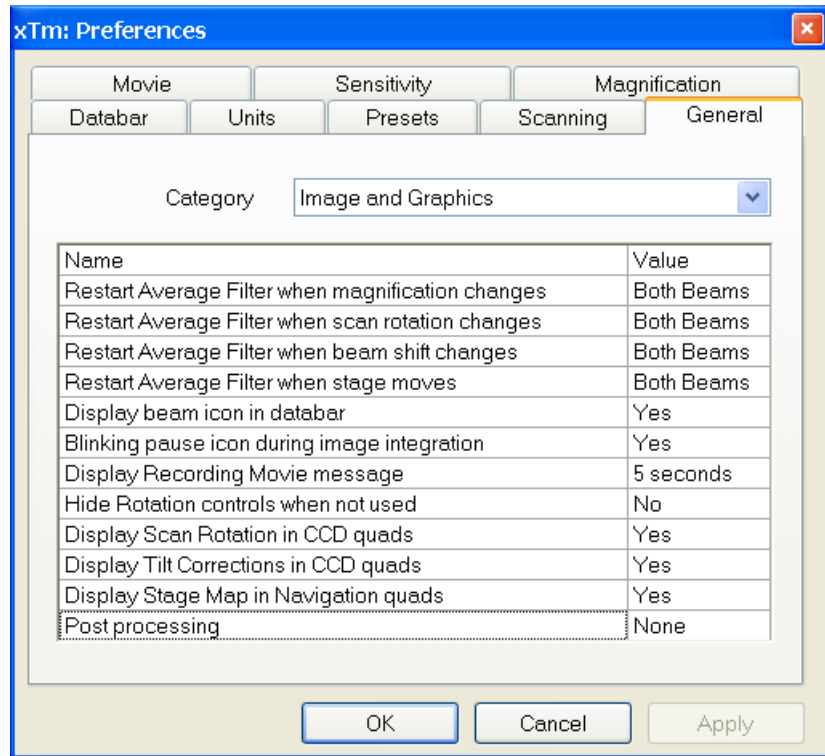 xTm: Preferences
Movie Sensitivity Magnification
Databar Units Presets Scanning General
Category Image and Graphics
Name Value
Restart Average Filter when magnification changes Both Beams
Restart Average Filter when scan rotation changes Both Beams
Restart Average Filter when beam shift changes Both Beams
Restart Average Filter when stage moves Both Beams
Display beam icon in databar Yes
Blinking pause icon during image integration Yes
Display Recording Movie message 5 seconds
Hide Rotation controls when not used No
Display Scan Rotation in CCD quads Yes
Display Tilt Corrections in CCD quads Yes
Display Stage Map in Navigation quads Yes
Post processing None
OK Cancel Apply